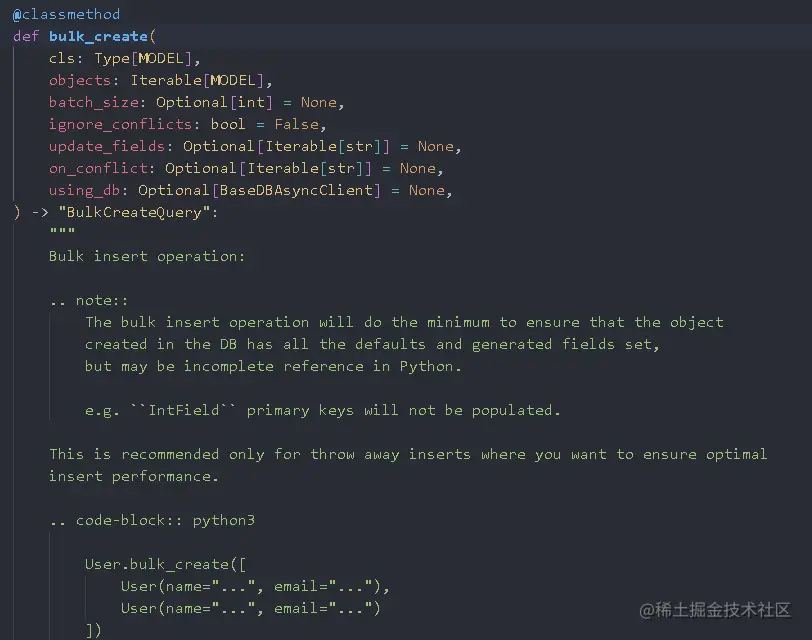 @classmethod
def bulk_create(
    cls: Type[MODEL],
    objects: Iterable[MODEL],
    batch_size: Optional[int] = None,
    ignore_conflicts: bool = False,
    update_fields: Optional[Iterable[str]] = None,
    on_conflict: Optional[Iterable[str]] = None,
    using_db: Optional[BaseDBAsyncClient] = None,
) -> "BulkCreateQuery":
    """
    Bulk insert operation:

    .. note::
        The bulk insert operation will do the minimum to ensure that the object
        created in the DB has all the defaults and generated fields set,
        but may be incomplete reference in Python.

        e.g. ``IntField`` primary keys will not be populated.

    This is recommended only for throw away inserts where you want to ensure optimal
    insert performance.

    .. code-block:: python3

        User.bulk_create([
            User(name="...", email="..."),
            User(name="...", email="...")
        ])
@稀土掘金技术社区